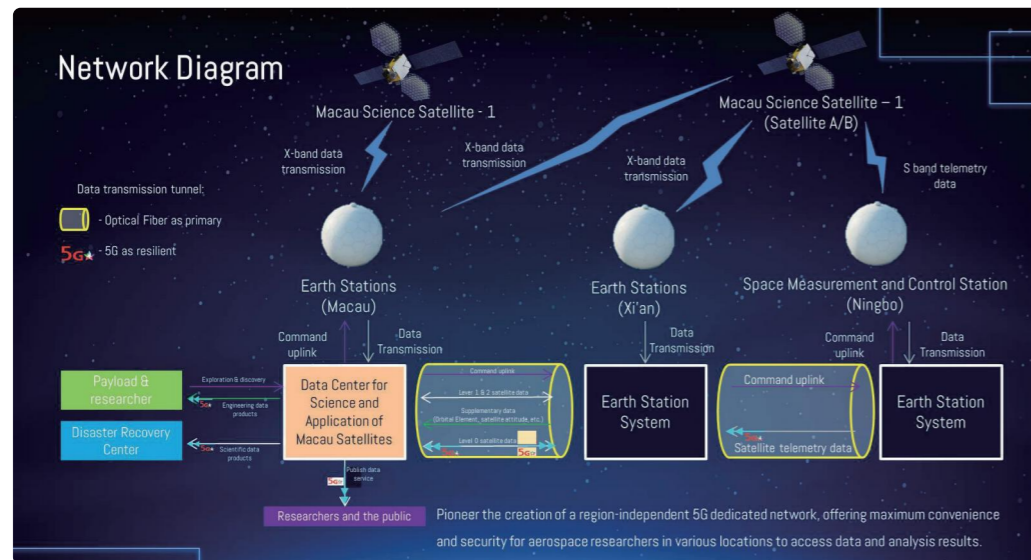 Network Diagram
Macau Science Satellite - 1
Macau Science Satellite – 1
(Satellite A/B)
X-band data
transmission
X-band data
transmission
X-band data
transmission
S band telemetry
data
Data transmission tunnel:
- Optical Fiber as primary
5G - 5G as resilient
Earth Stations
(Macau)
Earth Stations
(Xi'an)
Space Measurement and Control Station
(Ningbo)
Command
uplink
Data
Transmission
Data
Transmission
Command
uplink
Data
Transmission
Payload &
researcher
Exploration & discovery
5G Engineering data
products
Disaster Recovery
Center
5G Scientific data
products
Data Center for
Science and
Application of
Macau Satellites
Command uplink
Level 1 & 2 satellite data
Supplementary data
(Orbital Element, satellite attitude, etc.)
Level 0 satellite data
5G
5G
Earth Station
System
Command uplink
5G
Satellite telemetry data
Earth Station
System
5G
Publish data
service
Researchers and the public
Pioneer the creation of a region-independent 5G dedicated network, offering maximum convenience
and security for aerospace researchers in various locations to access data and analysis results.